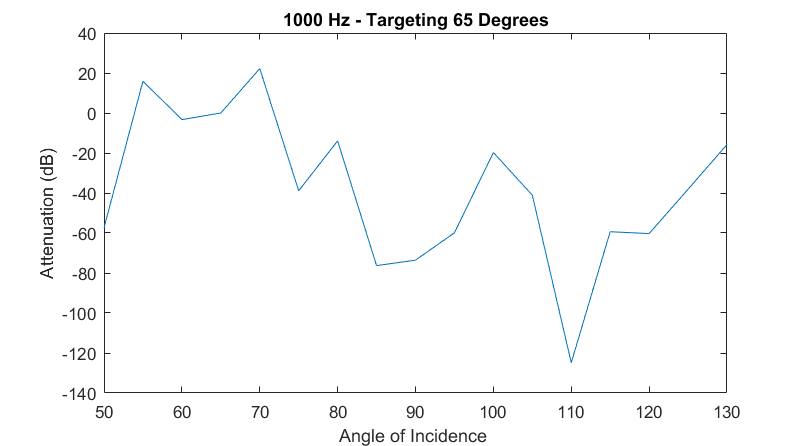 1000 Hz - Targeting 65 Degrees
40
20
0
-20
-40
-60
-80
-100
-120
-140
Attenuation (dB)
50 60 70 80 90 100 110 120 130
Angle of Incidence